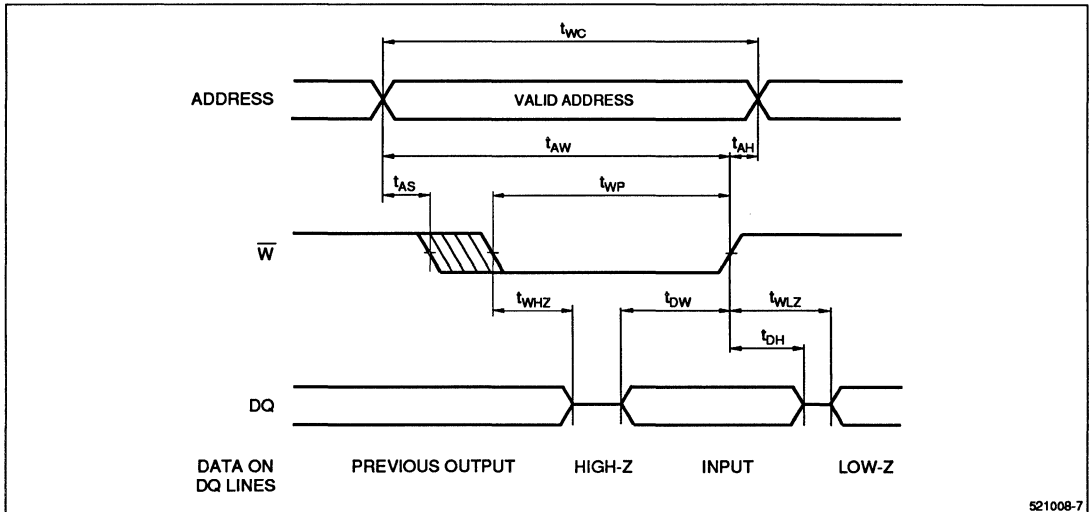 tWC
ADDRESS
VALID ADDRESS
tAW
tAH
tAS
tWP
W̅
tWHZ
tDW
tWLZ
tDH
DQ
DATA ON
DQ LINES
PREVIOUS OUTPUT
HIGH-Z
INPUT
LOW-Z
521008-7